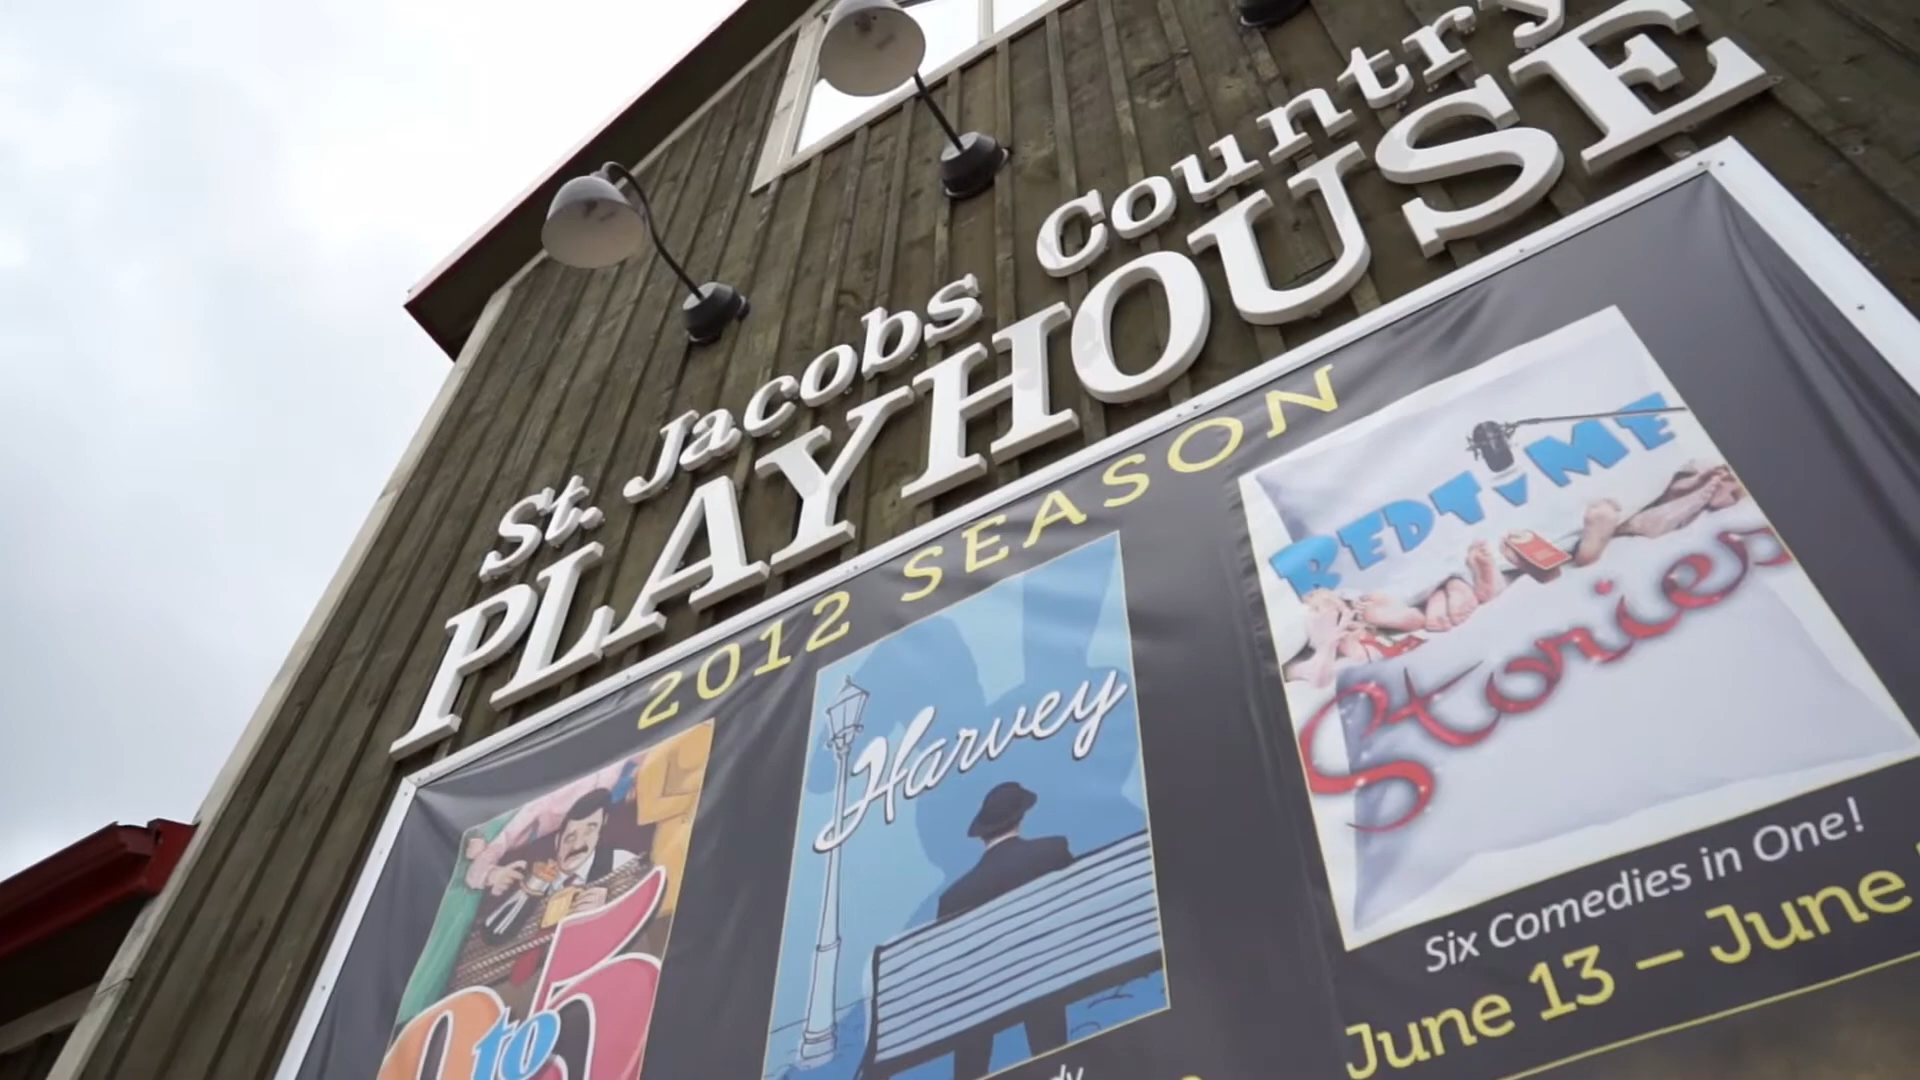 St. Jacobs Country
PLAYHOUSE
2012 SEASON
9 to 5
Harvey
BEDTIME
Stories
Six Comedies in One!
June 13 – June